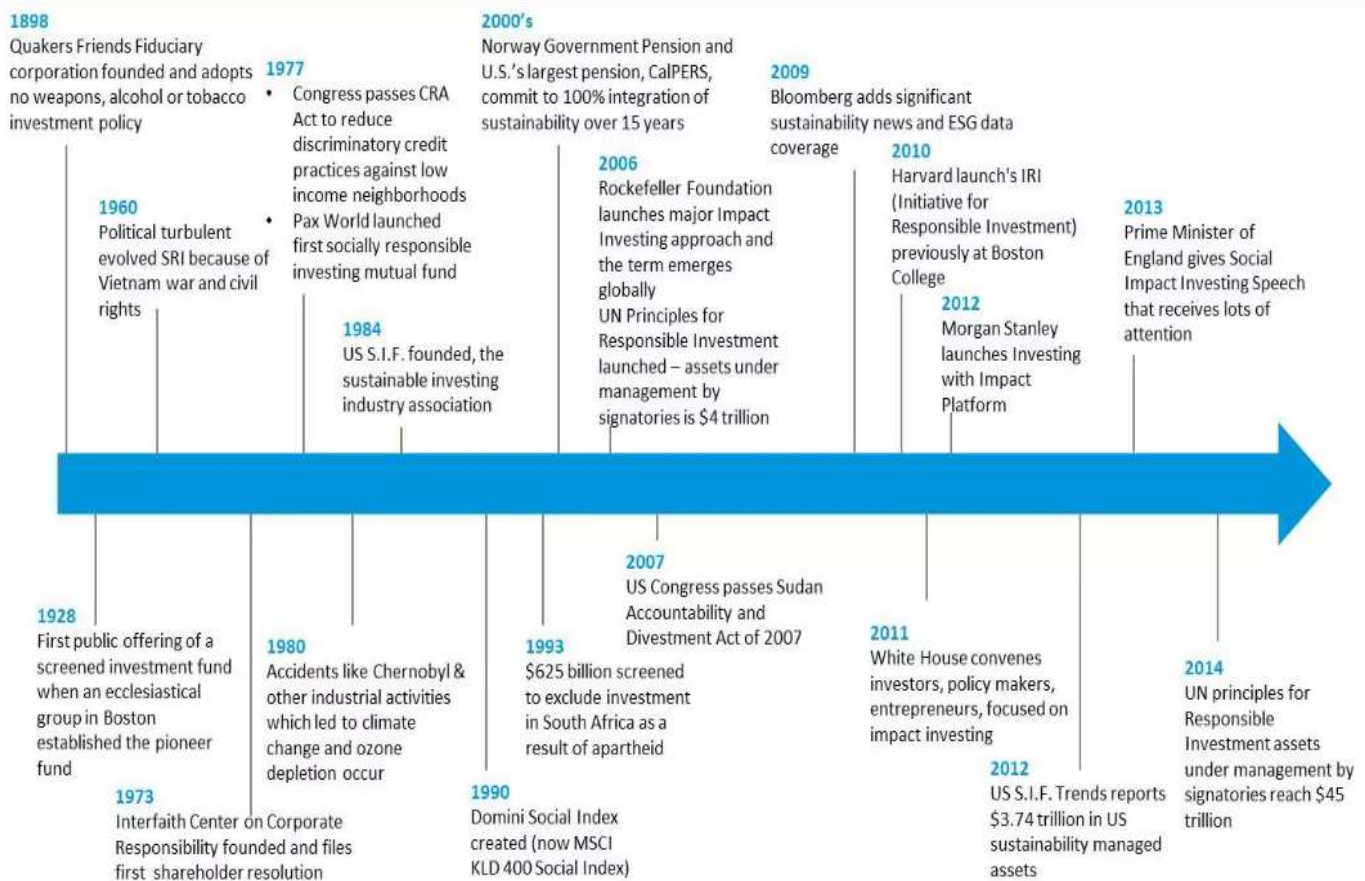 1898
Quakers Friends Fiduciary
corporation founded and adopts
no weapons, alcohol or tobacco
investment policy
1960
Political turbulent
evolved SRI because of
Vietnam war and civil
rights
1977
• Congress passes CRA
Act to reduce
discriminatory credit
practices against low
income neighborhoods
• Pax World launched
first socially responsible
investing mutual fund
1984
US S.I.F. founded, the
sustainable investing
industry association
2000's
Norway Government Pension and
U.S.'s largest pension, CalPERS,
commit to 100% integration of
sustainability over 15 years
2006
Rockefeller Foundation
launches major Impact
Investing approach and
the term emerges
globally
UN Principles for
Responsible Investment
launched – assets under
management by
signatories is $4 trillion
2009
Bloomberg adds significant
sustainability news and ESG data
coverage
2010
Harvard launch's IRI
(Initiative for
Responsible Investment)
previously at Boston
College
2012
Morgan Stanley
launches Investing
with Impact
Platform
2013
Prime Minister of
England gives Social
Impact Investing Speech
that receives lots of
attention
1928
First public offering of a
screened investment fund
when an ecclesiastical
group in Boston
established the pioneer
fund
1973
Interfaith Center on Corporate
Responsibility founded and files
first shareholder resolution
1980
Accidents like Chernobyl &
other industrial activities
which led to climate
change and ozone
depletion occur
1990
Domini Social Index
created (now MSCI
KLD 400 Social Index)
1993
$625 billion screened
to exclude investment
in South Africa as a
result of apartheid
2007
US Congress passes Sudan
Accountability and
Divestment Act of 2007
2011
White House convenes
investors, policy makers,
entrepreneurs, focused on
impact investing
2012
US S.I.F. Trends reports
$3.74 trillion in US
sustainability managed
assets
2014
UN principles for
Responsible
Investment assets
under management by
signatories reach $45
trillion